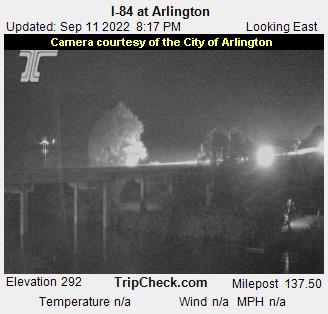 I-84 at Arlington
Updated: Sep 11 2022 8:17 PM Looking East
Camera courtesy of the City of Arlington
Elevation 292 TripCheck.com Milepost 137.50
Temperature n/a Wind n/a MPH n/a